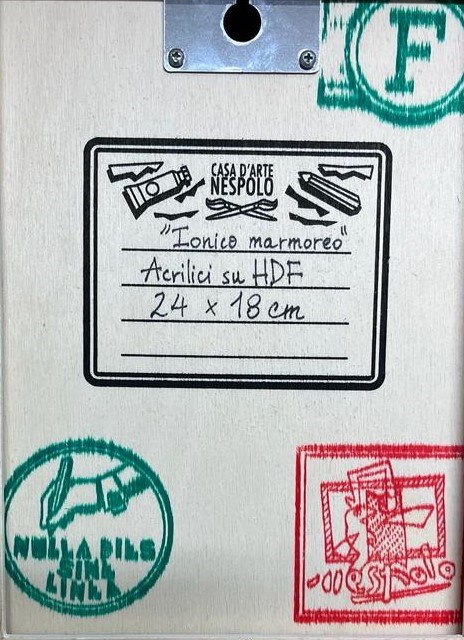 F
CASA D'ARTE
NESPOLO
"Ionico marmoreo"
Acrilici su HDF
24 x 18 cm
NULLA DIES
SINE
LINEA
nespolo